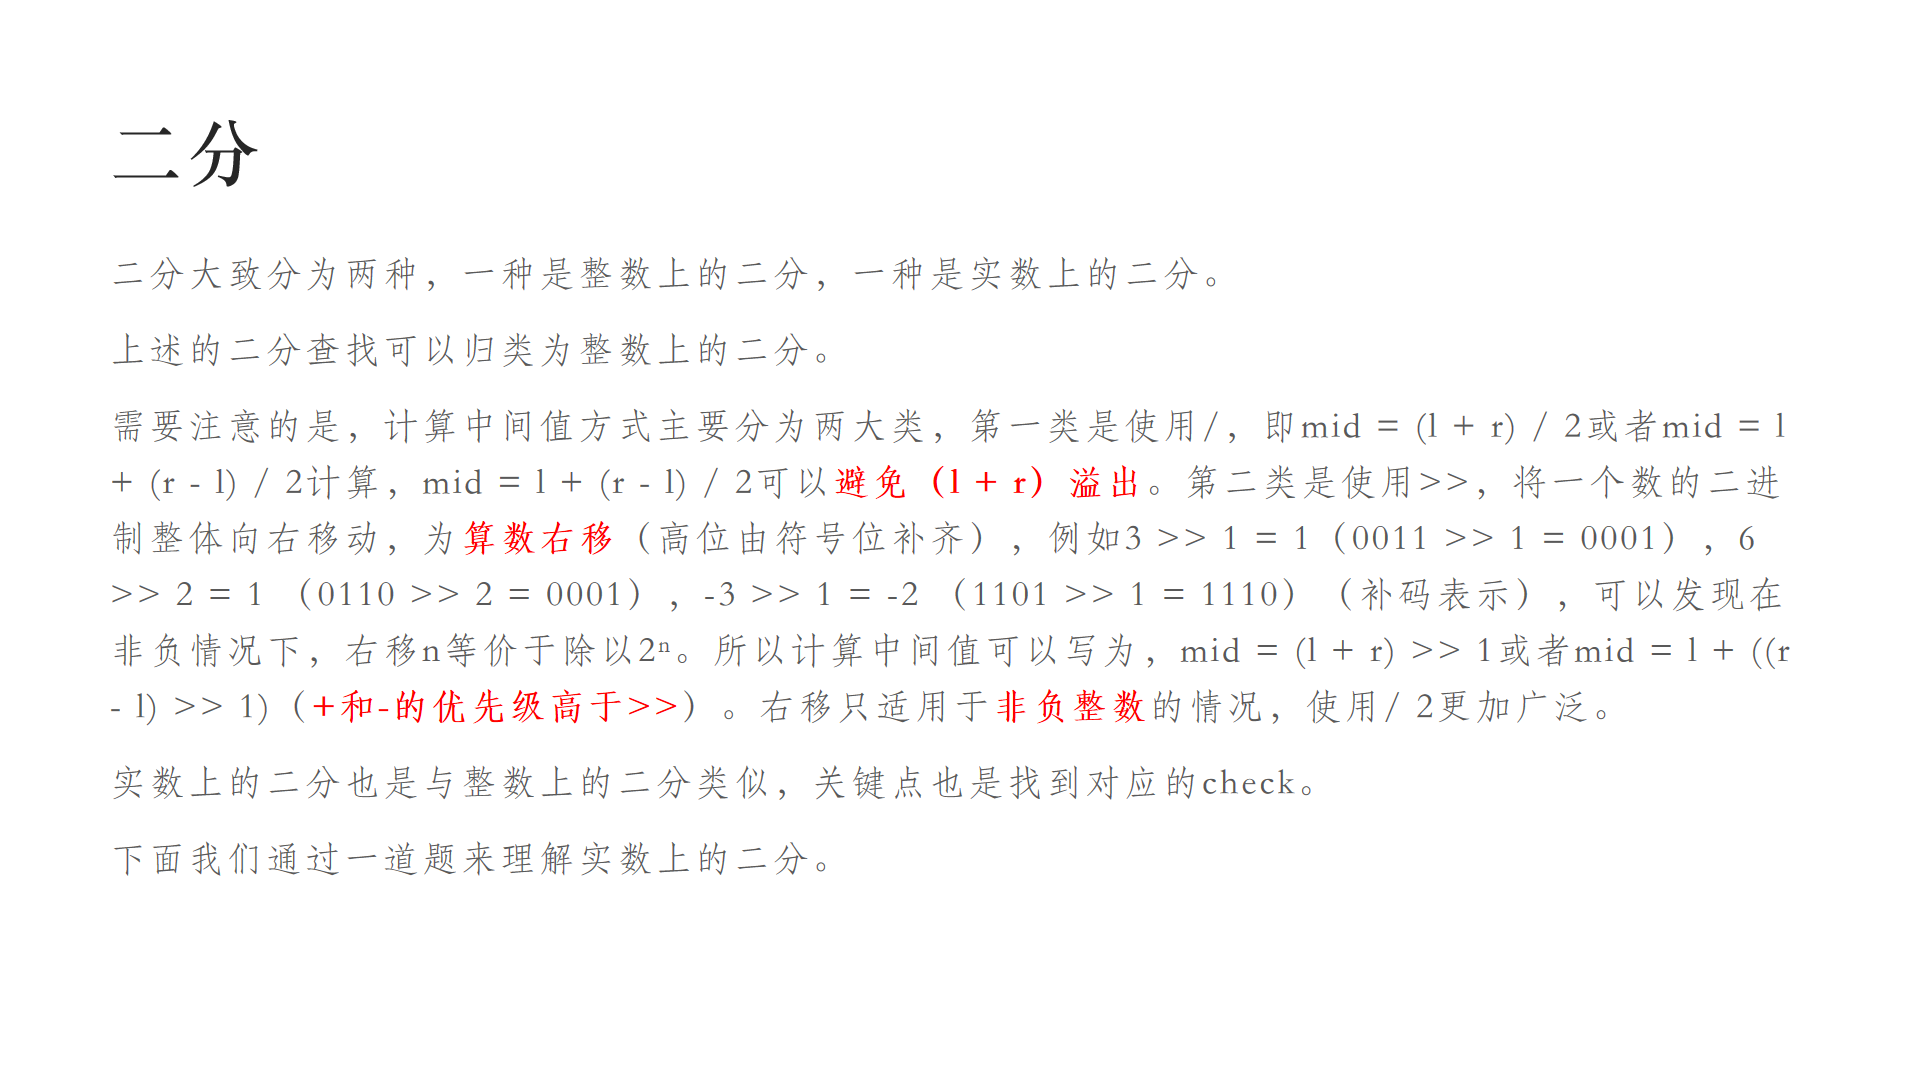 二分
二分大致分为两种，一种是整数上的二分，一种是实数上的二分。
上述的二分查找可以归类为整数上的二分。
需要注意的是，计算中间值方式主要分为两大类，第一类是使用/，即mid = (l + r) / 2或者mid = l
+ (r - l) / 2计算，mid = l + (r - l) / 2可以避免（l + r）溢出。第二类是使用>>，将一个数的二进
制整体向右移动，为算数右移（高位由符号位补齐），例如3 >> 1 = 1（0011 >> 1 = 0001），6
>> 2 = 1 （0110 >> 2 = 0001），-3 >> 1 = -2 （1101 >> 1 = 1110）（补码表示），可以发现在
非负情况下，右移n等价于除以2ⁿ。所以计算中间值可以写为，mid = (l + r) >> 1或者mid = l + ((r
- l) >> 1)（+和-的优先级高于>>）。右移只适用于非负整数的情况，使用/ 2更加广泛。
实数上的二分也是与整数上的二分类似，关键点也是找到对应的check。
下面我们通过一道题来理解实数上的二分。